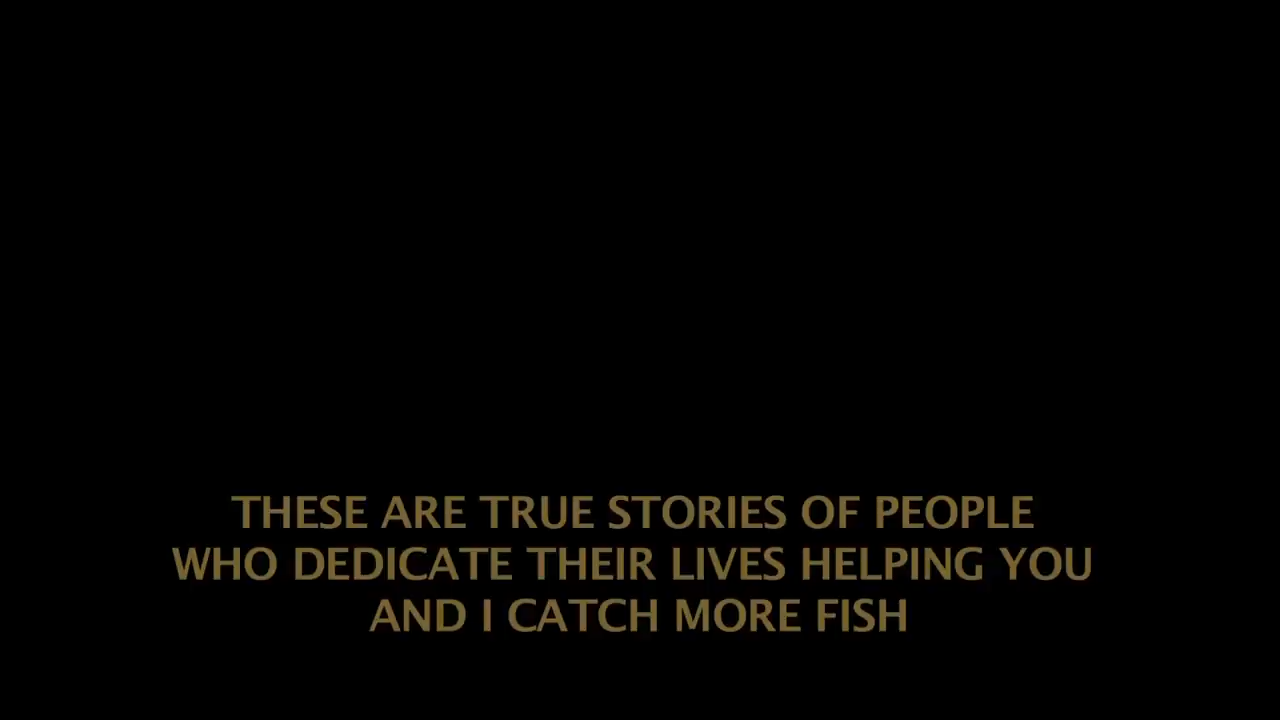 THESE ARE TRUE STORIES OF PEOPLE
WHO DEDICATE THEIR LIVES HELPING YOU
AND I CATCH MORE FISH